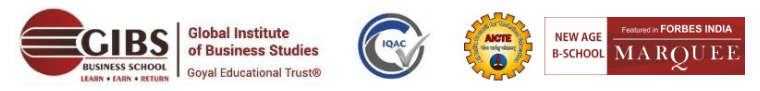 GIBS
BUSINESS SCHOOL
LEARN • EARN • RETURN
Global Institute
of Business Studies
Goyal Educational Trust®
IQAC
AICTE
NEW AGE
B-SCHOOL
Featured in FORBES INDIA
MARQUEE